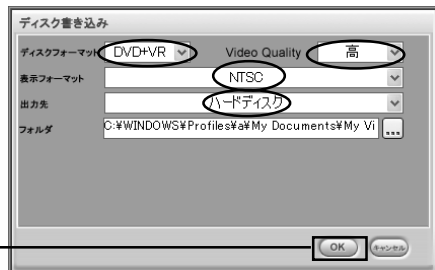 ディスク書き込み
ディスクフォーマット DVD+VR Video Quality 高
表示フォーマット NTSC
出力先 ハードディスク
フォルダ C:¥WINDOWS¥Profiles¥a¥My Documents¥My Vi ...
OK キャンセル